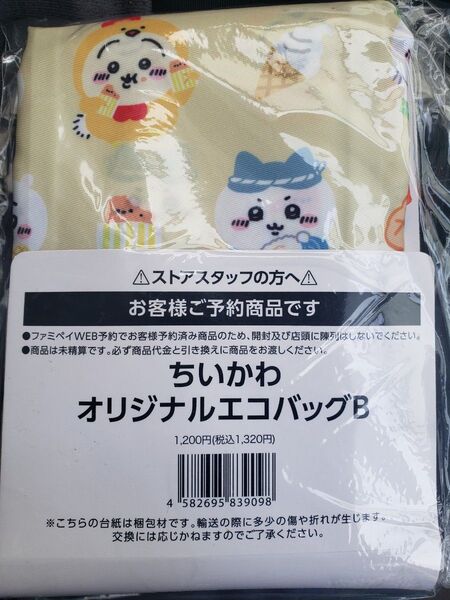 ⚠ストアスタッフの方へ⚠
お客様ご予約商品です
●ファミペイWEB予約でお客様予約済み商品のため、開封及び店頭に陳列はしないでください。
●商品は未精算です。必ず商品代金と引き換えに商品をお渡しください。
ちいかわ
オリジナルエコバッグB
1,200円(税込1,320円)
4 582695 839098
※こちらの台紙は梱包材です。輸送の際に多少の傷や折れが生じます。
交換には応じかねますのでご了承ください。